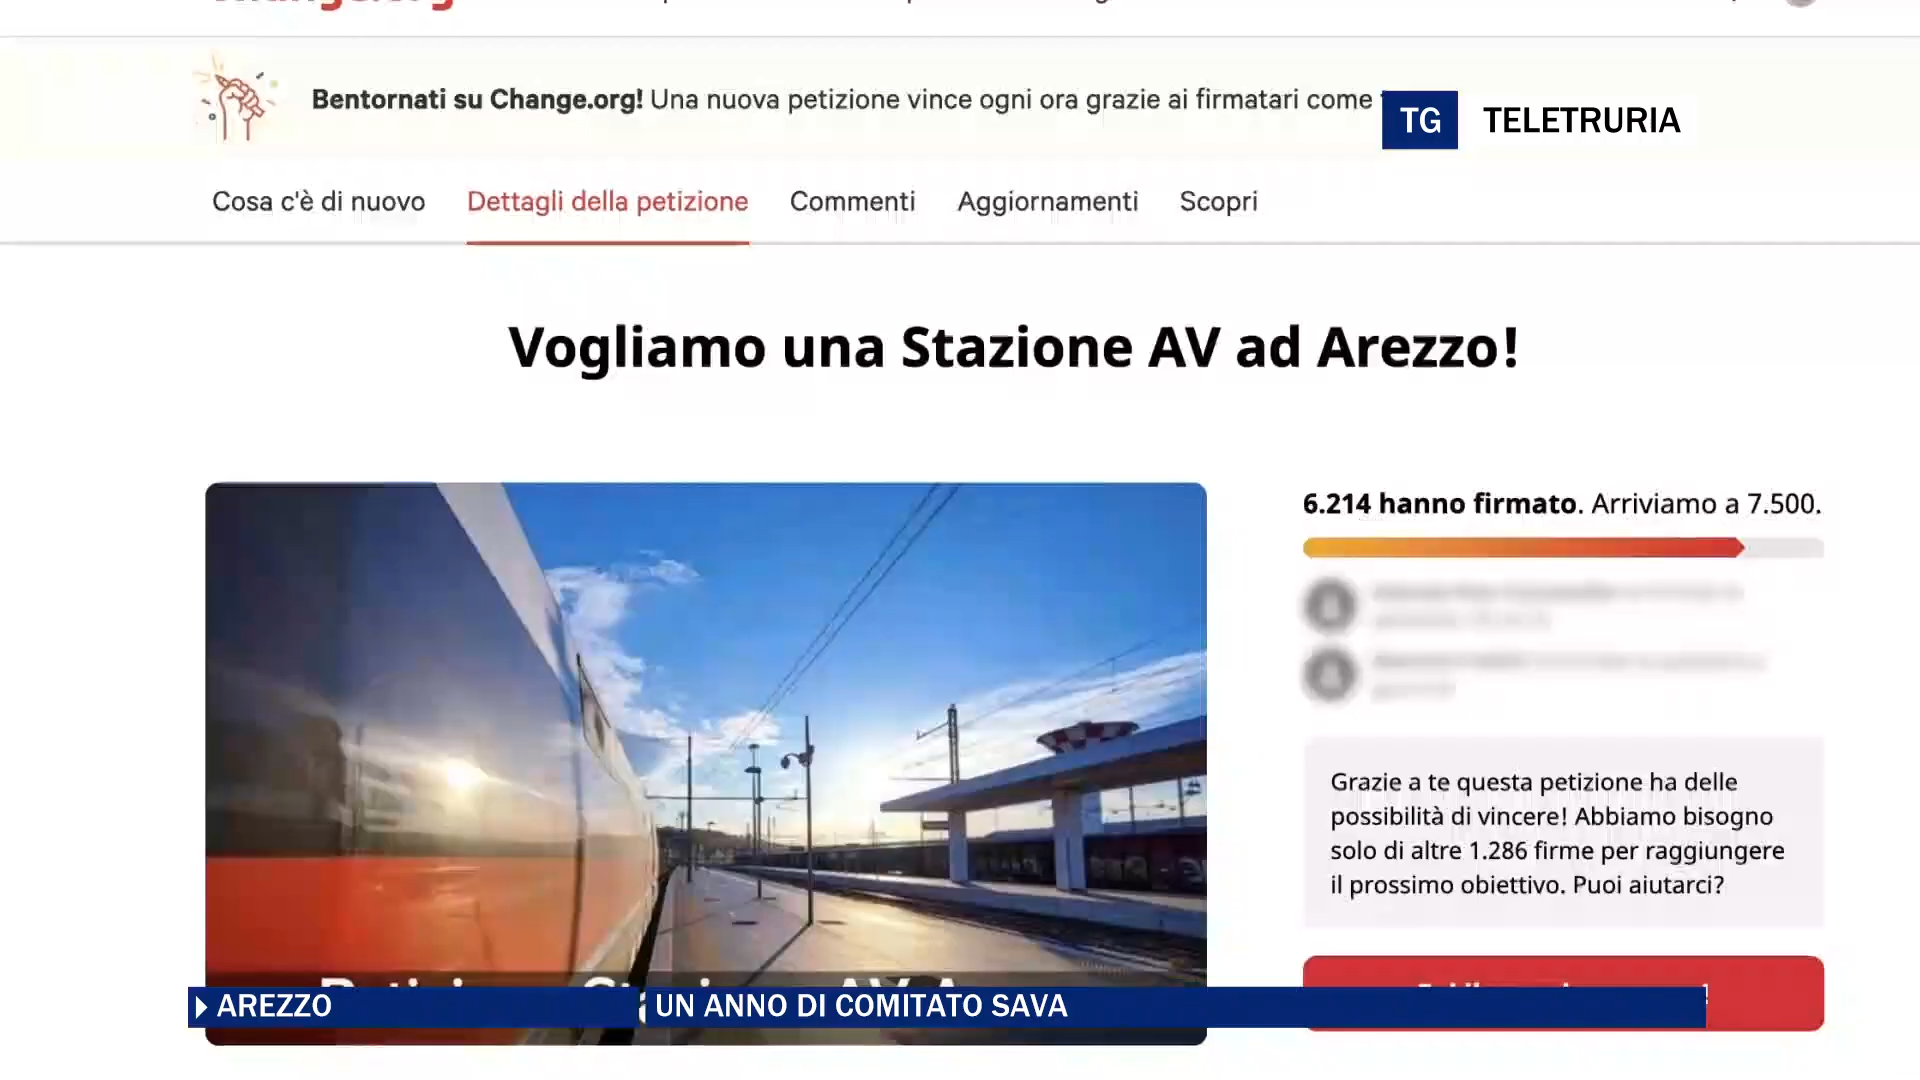 Bentornati su Change.org! Una nuova petizione vince ogni ora grazie ai firmatari come
TG TELETRURIA
Cosa c'è di nuovo Dettagli della petizione Commenti Aggiornamenti Scopri
Vogliamo una Stazione AV ad Arezzo!
6.214 hanno firmato. Arriviamo a 7.500.
Grazie a te questa petizione ha delle
possibilità di vincere! Abbiamo bisogno
solo di altre 1.286 firme per raggiungere
il prossimo obiettivo. Puoi aiutarci?
AREZZO UN ANNO DI COMITATO SAVA